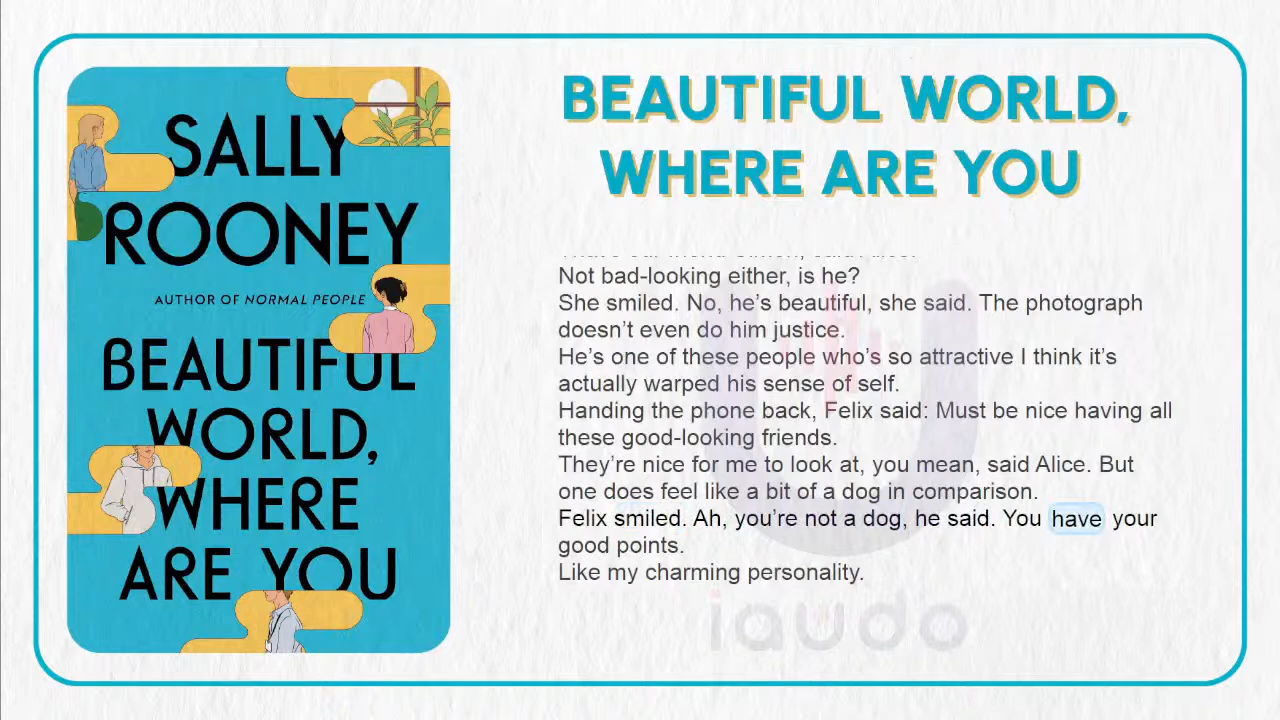 SALLY
ROONEY
AUTHOR OF NORMAL PEOPLE
BEAUTIFUL
WORLD,
WHERE
ARE YOU
BEAUTIFUL WORLD,
WHERE ARE YOU
Not bad-looking either, is he?
She smiled. No, he’s beautiful, she said. The photograph
doesn’t even do him justice.
He’s one of these people who’s so attractive I think it’s
actually warped his sense of self.
Handing the phone back, Felix said: Must be nice having all
these good-looking friends.
They’re nice for me to look at, you mean, said Alice. But
one does feel like a bit of a dog in comparison.
Felix smiled. Ah, you’re not a dog, he said. You have your
good points.
Like my charming personality.
iaudo